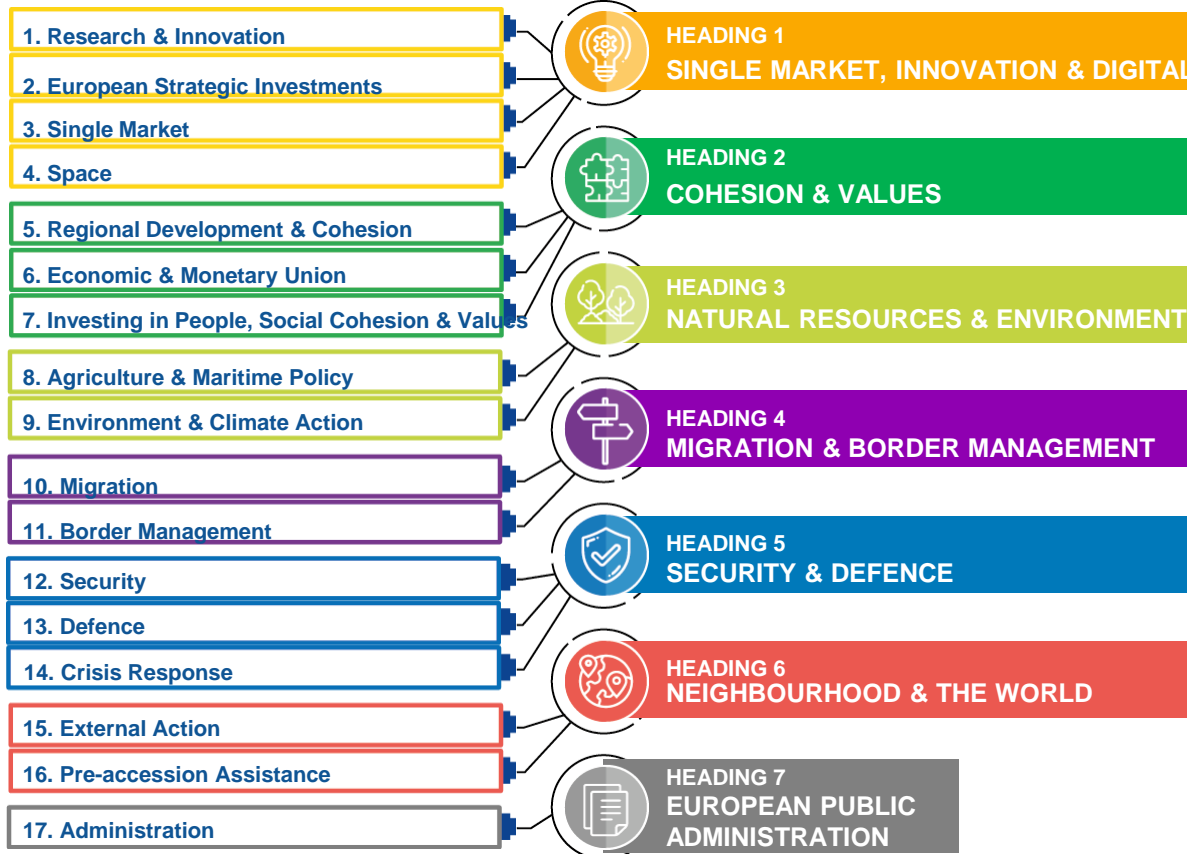 1. Research & Innovation
2. European Strategic Investments
3. Single Market
4. Space
5. Regional Development & Cohesion
6. Economic & Monetary Union
7. Investing in People, Social Cohesion & Values
8. Agriculture & Maritime Policy
9. Environment & Climate Action
10. Migration
11. Border Management
12. Security
13. Defence
14. Crisis Response
15. External Action
16. Pre-accession Assistance
17. Administration
HEADING 1
SINGLE MARKET, INNOVATION & DIGITAL
HEADING 2
COHESION & VALUES
HEADING 3
NATURAL RESOURCES & ENVIRONMENT
HEADING 4
MIGRATION & BORDER MANAGEMENT
HEADING 5
SECURITY & DEFENCE
HEADING 6
NEIGHBOURHOOD & THE WORLD
HEADING 7
EUROPEAN PUBLIC
ADMINISTRATION